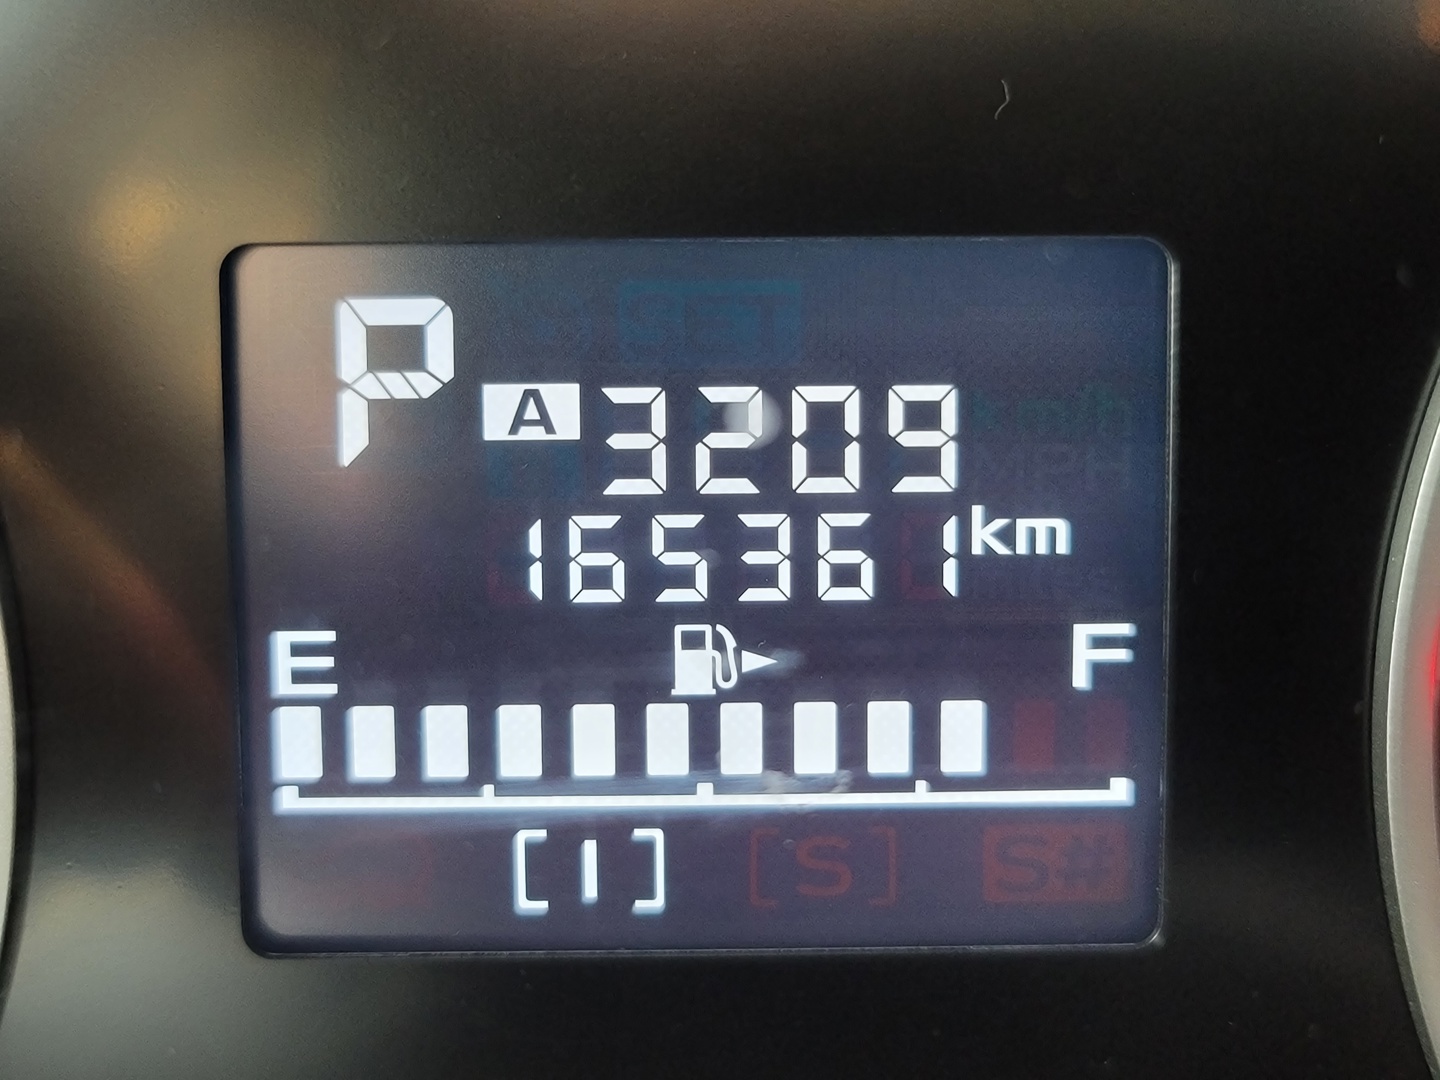 P
A 3209
165361 km
E F
[I] [S] S#